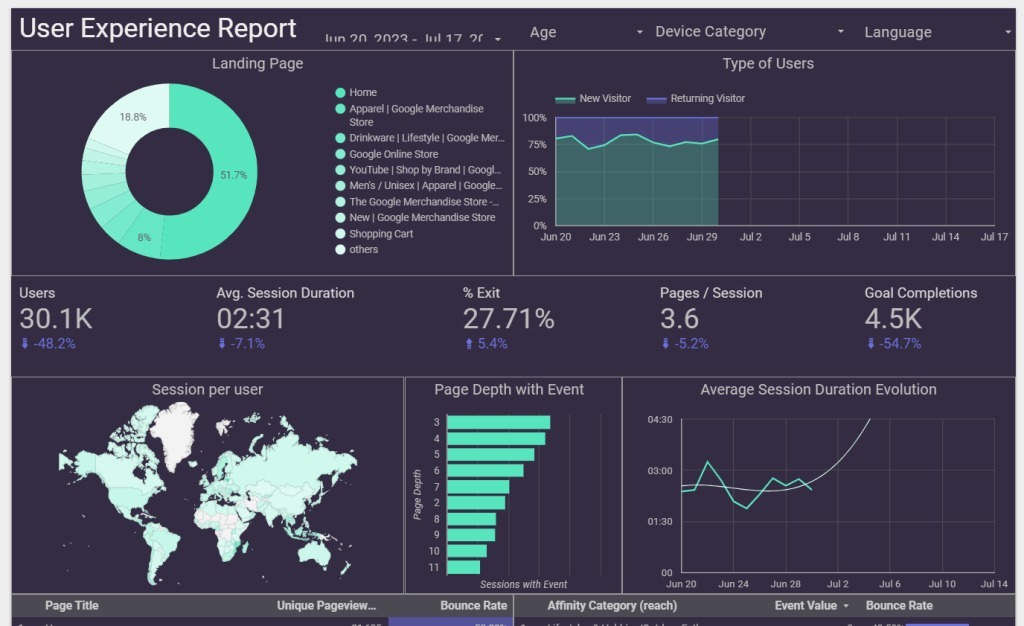 User Experience Report
Jun 20, 2023 - Jul 17, 20
Age
Device Category
Language
Landing Page
18.8%
51.7%
8%
Home
Apparel | Google Merchandise
Store
Drinkware | Lifestyle | Google Mer...
Google Online Store
YouTube | Shop by Brand | Googl...
Men's / Unisex | Apparel | Google...
The Google Merchandise Store -...
New | Google Merchandise Store
Shopping Cart
others
Type of Users
New Visitor
Returning Visitor
100%
75%
50%
25%
0%
Jun 20 Jun 23 Jun 26 Jun 29 Jul 2 Jul 5 Jul 8 Jul 11 Jul 14 Jul 17
Users
30.1K
-48.2%
Avg. Session Duration
02:31
-7.1%
% Exit
27.71%
5.4%
Pages / Session
3.6
-5.2%
Goal Completions
4.5K
-54.7%
Session per user
Page Depth with Event
Page Depth
3
4
5
6
7
2
8
9
10
11
Sessions with Event
Average Session Duration Evolution
04:30
03:00
01:30
00
Jun 20 Jun 24 Jun 28 Jul 2 Jul 6 Jul 10 Jul 14
Page Title Unique Pageview... Bounce Rate
Affinity Category (reach) Event Value Bounce Rate